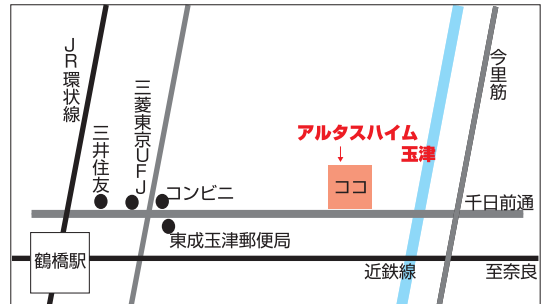 JR環状線
三井住友
三菱東京UFJ
コンビニ
東成玉津郵便局
アルタスハイム
玉津
ココ
今里筋
千日前通
鶴橋駅
近鉄線
至奈良